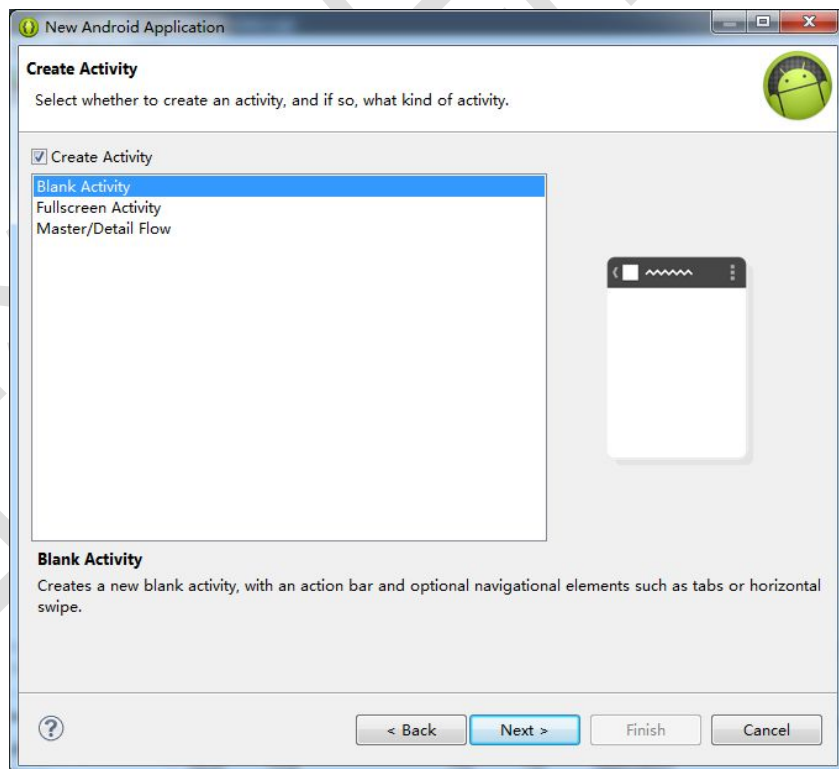 New Android Application
Create Activity
Select whether to create an activity, and if so, what kind of activity.
Create Activity
Blank Activity
Fullscreen Activity
Master/Detail Flow
Blank Activity
Creates a new blank activity, with an action bar and optional navigational elements such as tabs or horizontal
swipe.
< Back Next > Finish Cancel